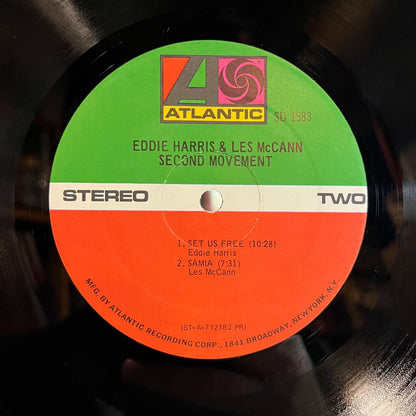 ATLANTIC SD 1583
EDDIE HARRIS & LES McCANN
SECOND MOVEMENT
STEREO TWO
1. SET US FREE (10:28)
Eddie Harris
2. SAMIA (7:31)
Les McCann
(ST-A-712182 PR)
MFG. BY ATLANTIC RECORDING CORP., 1841 BROADWAY, NEW YORK, N.Y.